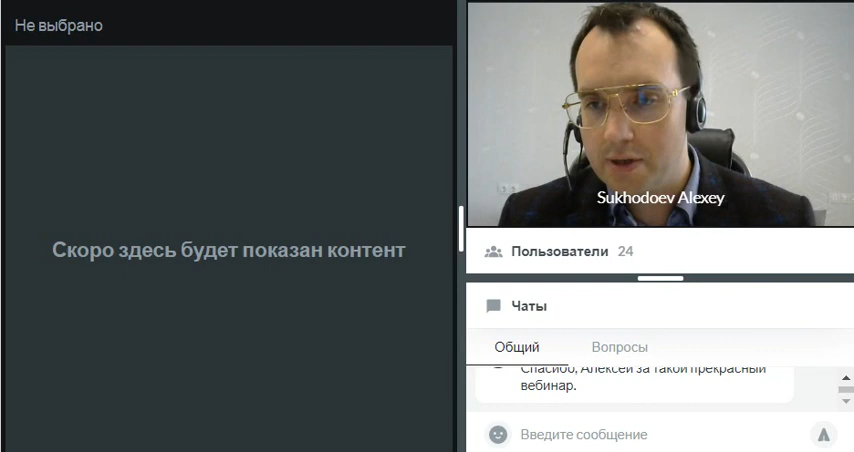 Не выбрано
Скоро здесь будет показан контент
Sukhodoev Alexey
Пользователи 24
Чаты
Общий Вопросы
Спасибо, Алексей за такой прекрасный
вебинар.
Введите сообщение